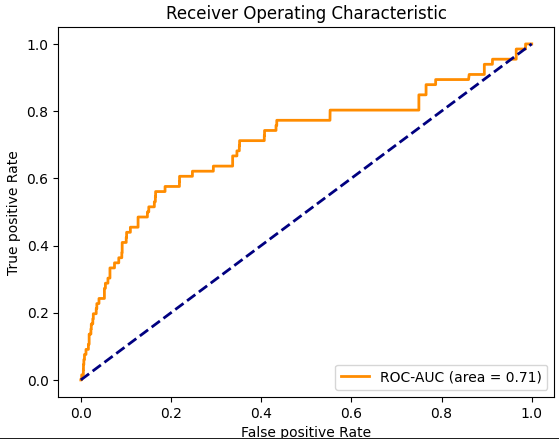 Receiver Operating Characteristic
True positive Rate
1.0
0.8
0.6
0.4
0.2
0.0
ROC-AUC (area = 0.71)
0.0 0.2 0.4 0.6 0.8 1.0
False positive Rate